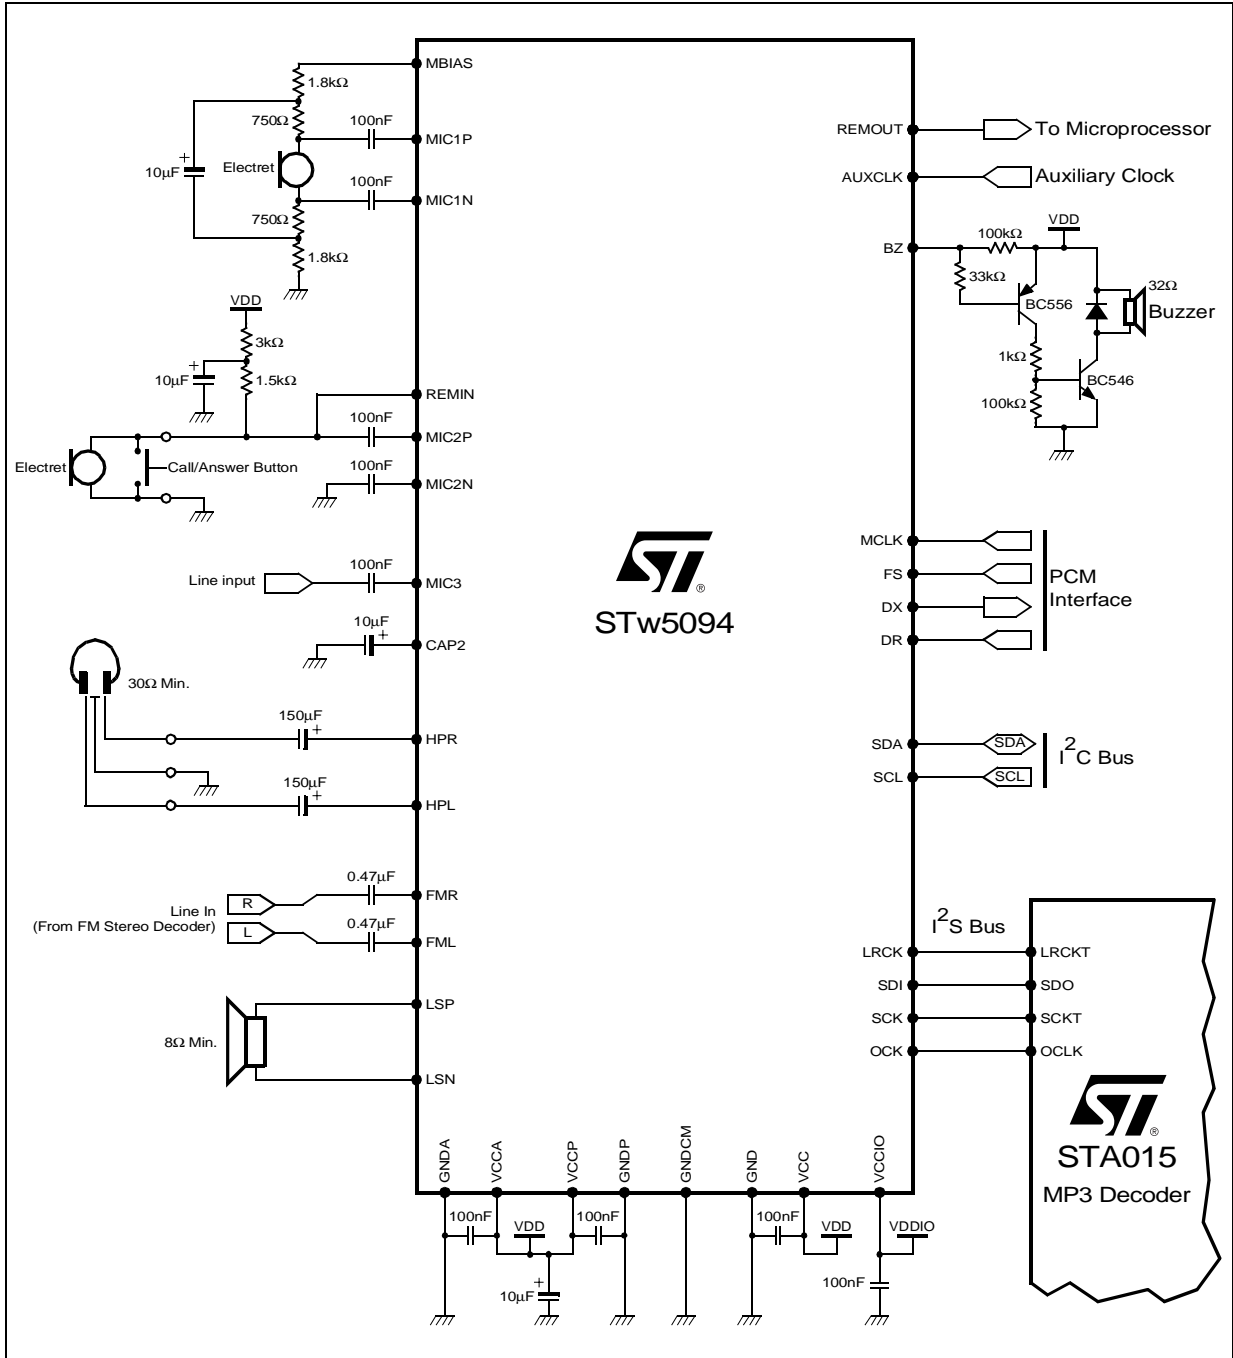 MBIAS
1.8kΩ
750Ω
100nF
MIC1P
10µF
+
Electret
100nF
MIC1N
750Ω
1.8kΩ
VDD
3kΩ
+
10µF
1.5kΩ
REMIN
100nF
MIC2P
Electret
Call/Answer Button
100nF
MIC2N
Line input
100nF
MIC3
10µF
+
CAP2
30Ω Min.
150µF
+
HPR
150µF
+
HPL
Line In
(From FM Stereo Decoder)
R
0.47µF
FMR
L
0.47µF
FML
LSP
8Ω Min.
LSN
ST
®
STw5094
REMOUT
To Microprocessor
AUXCLK
Auxiliary Clock
BZ
100kΩ
VDD
33kΩ
BC556
32Ω
Buzzer
1kΩ
BC546
100kΩ
MCLK
FS
DX
DR
PCM
Interface
SDA
SDA
SCL
SCL
I2C Bus
I2S Bus
LRCK
LRCKT
SDI
SDO
SCK
SCKT
OCK
OCLK
ST
®
STA015
MP3 Decoder
GNDA
VCCA
VCCP
GNDP
GNDCM
GND
VCC
VCCIO
100nF
VDD
100nF
100nF
VDD
VDDIO
+
10µF
100nF